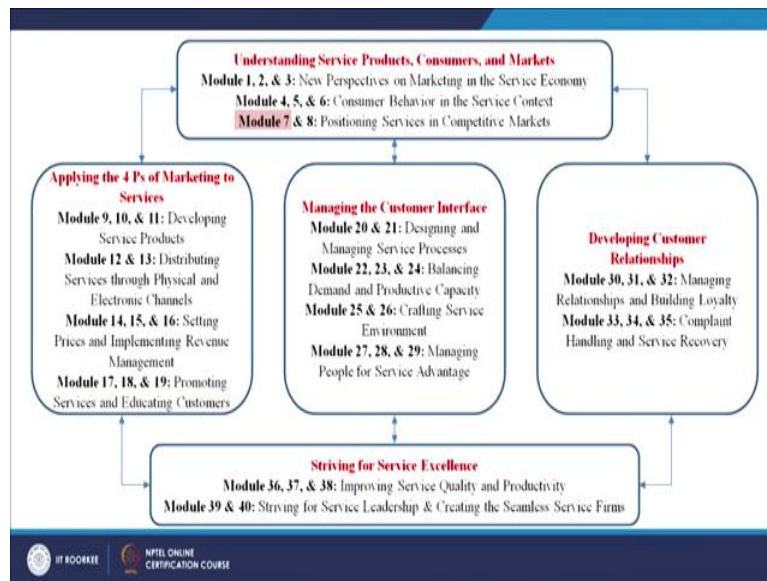 Understanding Service Products, Consumers, and Markets
Module 1, 2, & 3: New Perspectives on Marketing in the Service Economy
Module 4, 5, & 6: Consumer Behavior in the Service Context
Module 7 & 8: Positioning Services in Competitive Markets
Applying the 4 Ps of Marketing to
Services
Module 9, 10, & 11: Developing
Service Products
Module 12 & 13: Distributing
Services through Physical and
Electronic Channels
Module 14, 15, & 16: Setting
Prices and Implementing Revenue
Management
Module 17, 18, & 19: Promoting
Services and Educating Customers
Managing the Customer Interface
Module 20 & 21: Designing and
Managing Service Processes
Module 22, 23, & 24: Balancing
Demand and Productive Capacity
Module 25 & 26: Crafting Service
Environment
Module 27, 28, & 29: Managing
People for Service Advantage
Developing Customer
Relationships
Module 30, 31, & 32: Managing
Relationships and Building Loyalty
Module 33, 34, & 35: Complaint
Handling and Service Recovery
Striving for Service Excellence
Module 36, 37, & 38: Improving Service Quality and Productivity
Module 39 & 40: Striving for Service Leadership & Creating the Seamless Service Firms
IIT ROORKEE
NPTEL ONLINE
CERTIFICATION COURSE